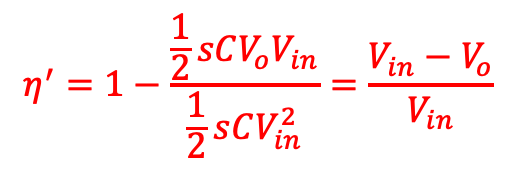 η′ = 1 − (1/2 sCV_oV_in)/(1/2 sCV_in^2) = (V_in − V_o)/V_in